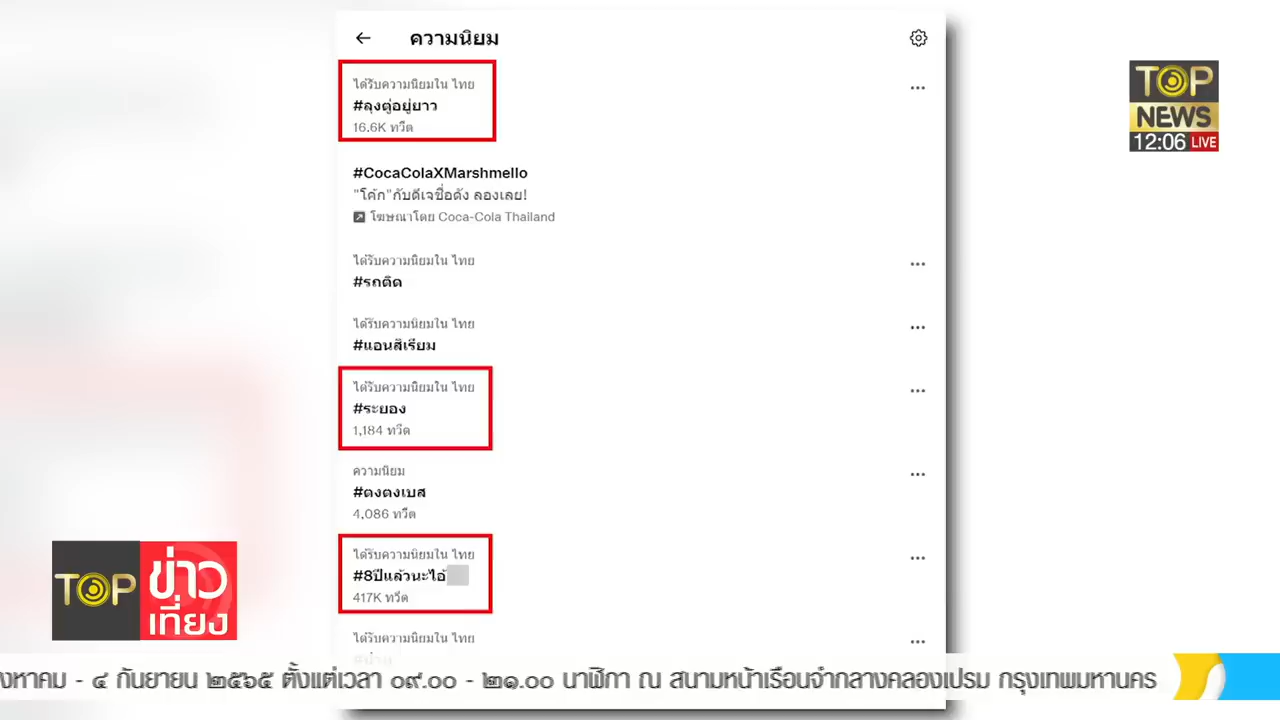 ความนิยม
ได้รับความนิยมใน ไทย
#ลุงตู่อยู่ยาว
16.6K ทวีต
#CocaColaXMarshmello
"โค้ก"กับดีเจชื่อดัง ลองเลย!
โฆษณาโดย Coca-Cola Thailand
ได้รับความนิยมใน ไทย
#รถติด
ได้รับความนิยมใน ไทย
#แอนสิเรียม
ได้รับความนิยมใน ไทย
#ระยอง
1,184 ทวีต
ความนิยม
#ตงตงเบส
4,086 ทวีต
ได้รับความนิยมใน ไทย
#8ปีแล้วนะไอ้
417K ทวีต
ได้รับความนิยมใน ไทย
TOP
NEWS
12:06 LIVE
TOP ข่าว
เที่ยง
งหาคม - ๔ กันยายน ๒๕๖๕ ตั้งแต่เวลา ๐๙.๐๐ - ๒๑.๐๐ นาฬิกา ณ สนามหน้าเรือนจำกลางคลองเปรม กรุงเทพมหานคร